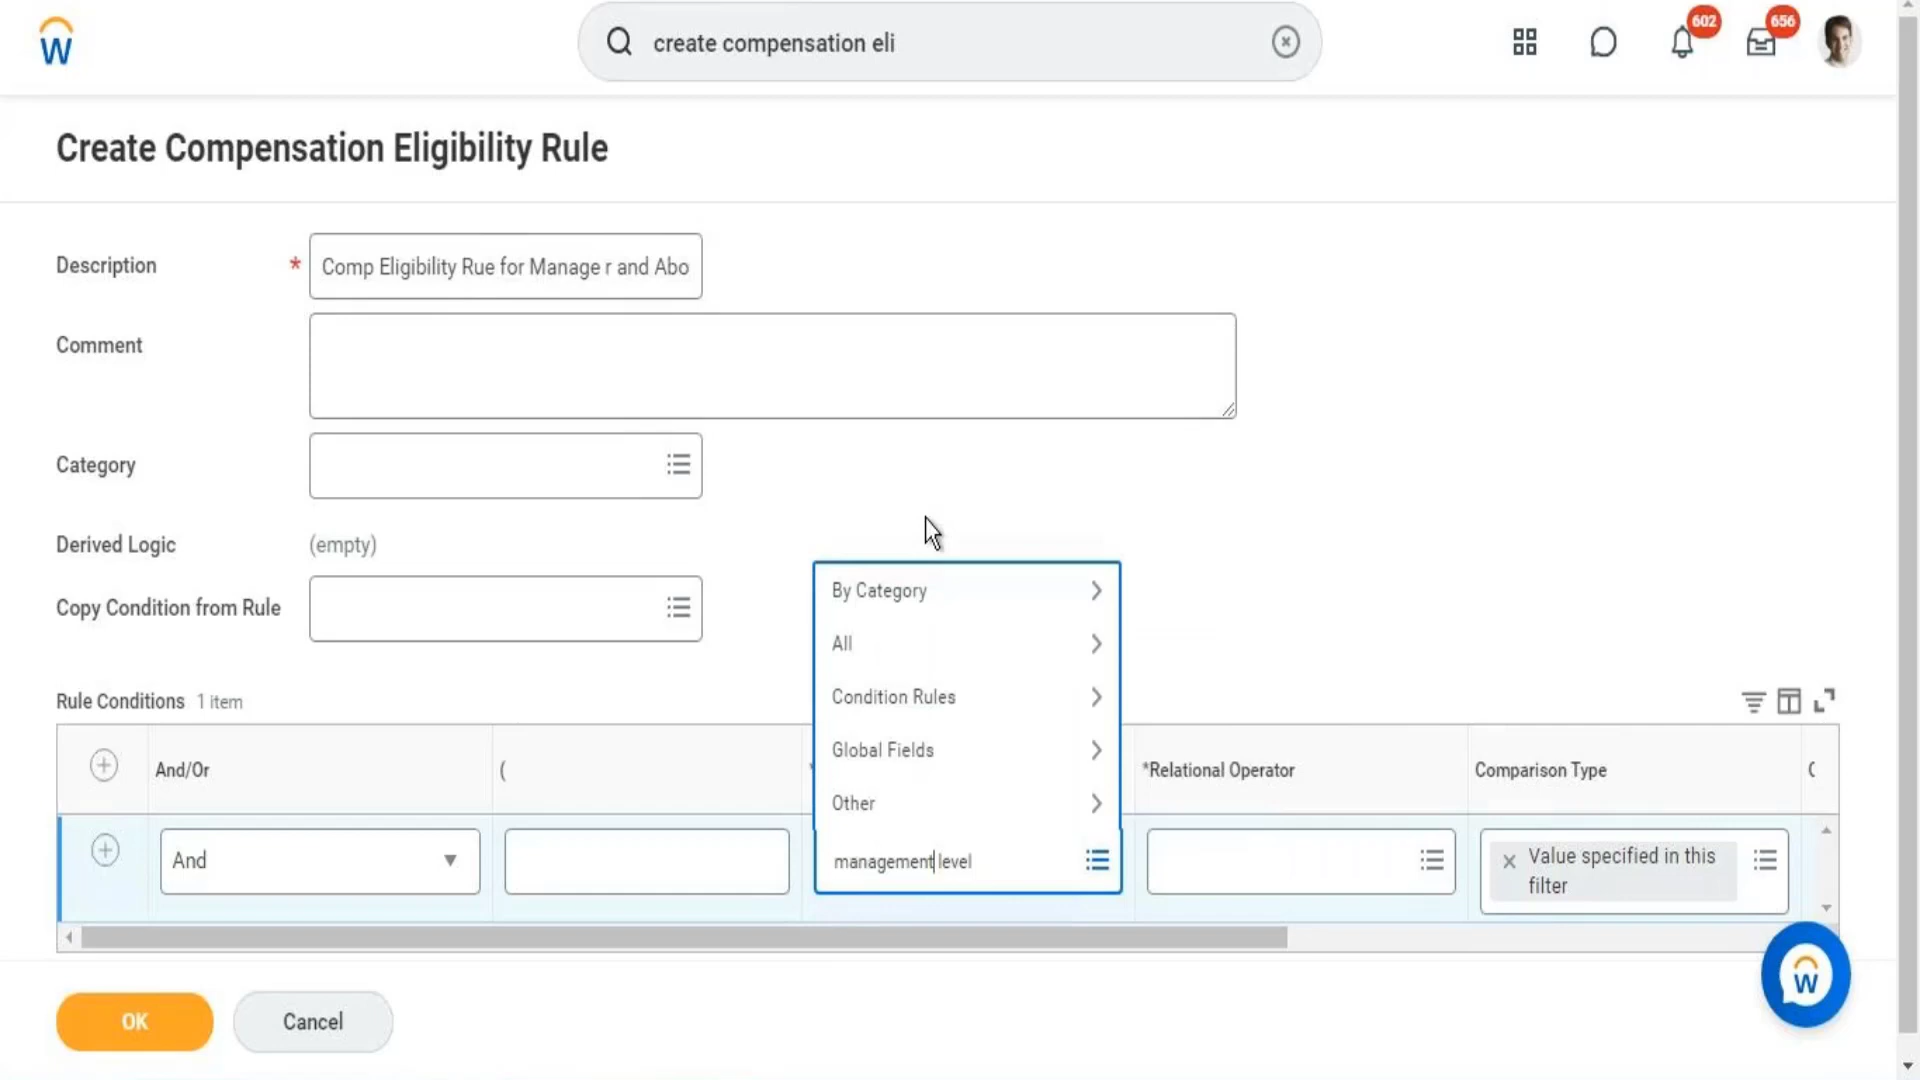 W
create compensation eli
602
656
Create Compensation Eligibility Rule
Description * Comp Eligibility Rue for Manage r and Abo
Comment
Category
Derived Logic (empty)
Copy Condition from Rule
By Category
All
Condition Rules
Global Fields
Other
Rule Conditions 1 item
And/Or ( *Relational Operator Comparison Type
And management level Value specified in this
filter
W
OK Cancel